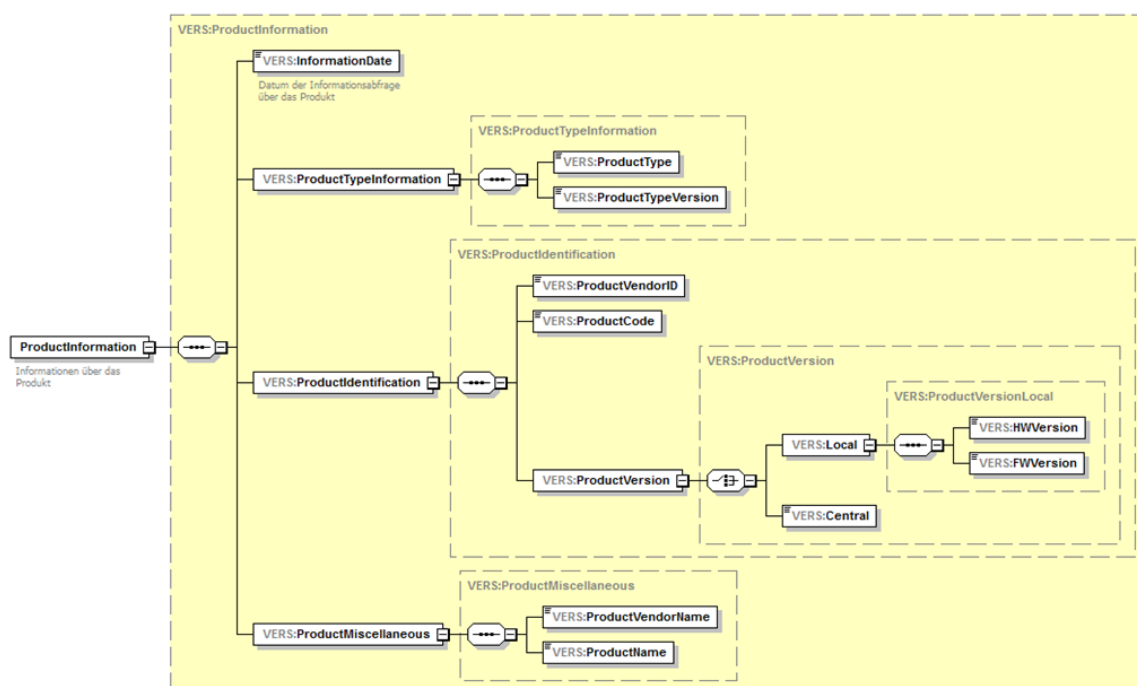 VERS:ProductInformation
VERS:InformationDate
Datum der Informationsabfrage
über das Produkt
VERS:ProductTypeInformation
VERS:ProductType
VERS:ProductTypeInformation
VERS:ProductTypeVersion
VERS:ProductIdentification
VERS:ProductVendorID
VERS:ProductCode
ProductInformation
Informationen über das
Produkt
VERS:ProductIdentification
VERS:ProductVersion
VERS:ProductVersionLocal
VERS:HWVersion
VERS:Local
VERS:FWVersion
VERS:ProductVersion
VERS:Central
VERS:ProductMiscellaneous
VERS:ProductVendorName
VERS:ProductMiscellaneous
VERS:ProductName